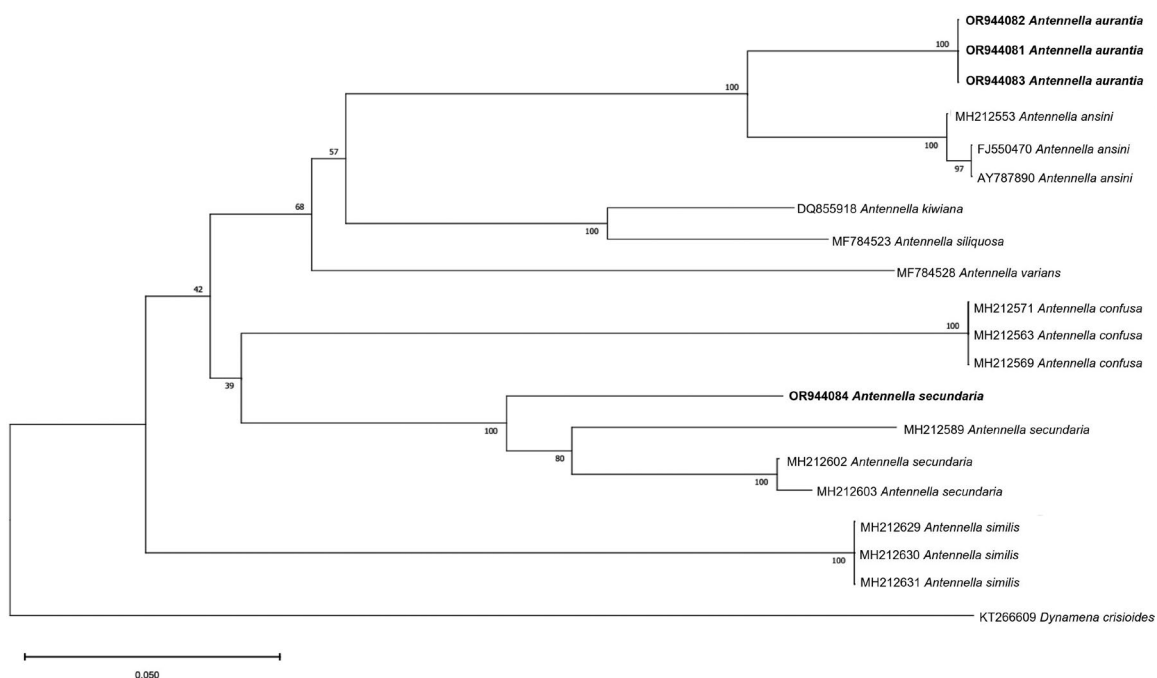 OR944082 Antennella aurantia
100
OR944081 Antennella aurantia
OR944083 Antennella aurantia
100
MH212553 Antennella ansini
100
FJ550470 Antennella ansini
57
97
AY787890 Antennella ansini
68
DQ855918 Antennella kiwiana
100
MF784523 Antennella siliquosa
MF784528 Antennella varians
42
MH212571 Antennella confusa
100
MH212563 Antennella confusa
MH212569 Antennella confusa
39
OR944084 Antennella secundaria
100
MH212589 Antennella secundaria
80
MH212602 Antennella secundaria
100
MH212603 Antennella secundaria
MH212629 Antennella similis
100
MH212630 Antennella similis
MH212631 Antennella similis
KT266609 Dynamena crisioides
0.050